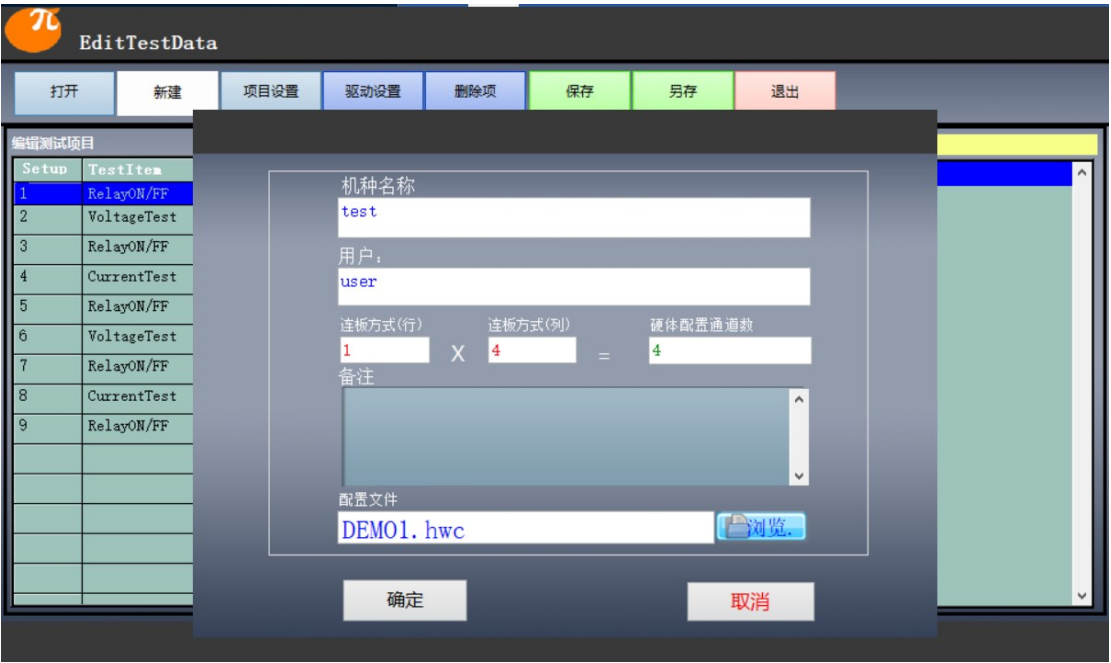 π
EditTestData
打开 新建 项目设置 驱动设置 删除项 保存 另存 退出
编辑测试项目
Setup TestItem
1 RelayON/FF
2 VoltageTest
3 RelayON/FF
4 CurrentTest
5 RelayON/FF
6 VoltageTest
7 RelayON/FF
8 CurrentTest
9 RelayON/FF
机种名称
test
用户:
user
连板方式(行) 连板方式(列) 硬体配置通道数
1 X 4 = 4
备注
配置文件
DEMO1.hwc 浏览.
确定 取消